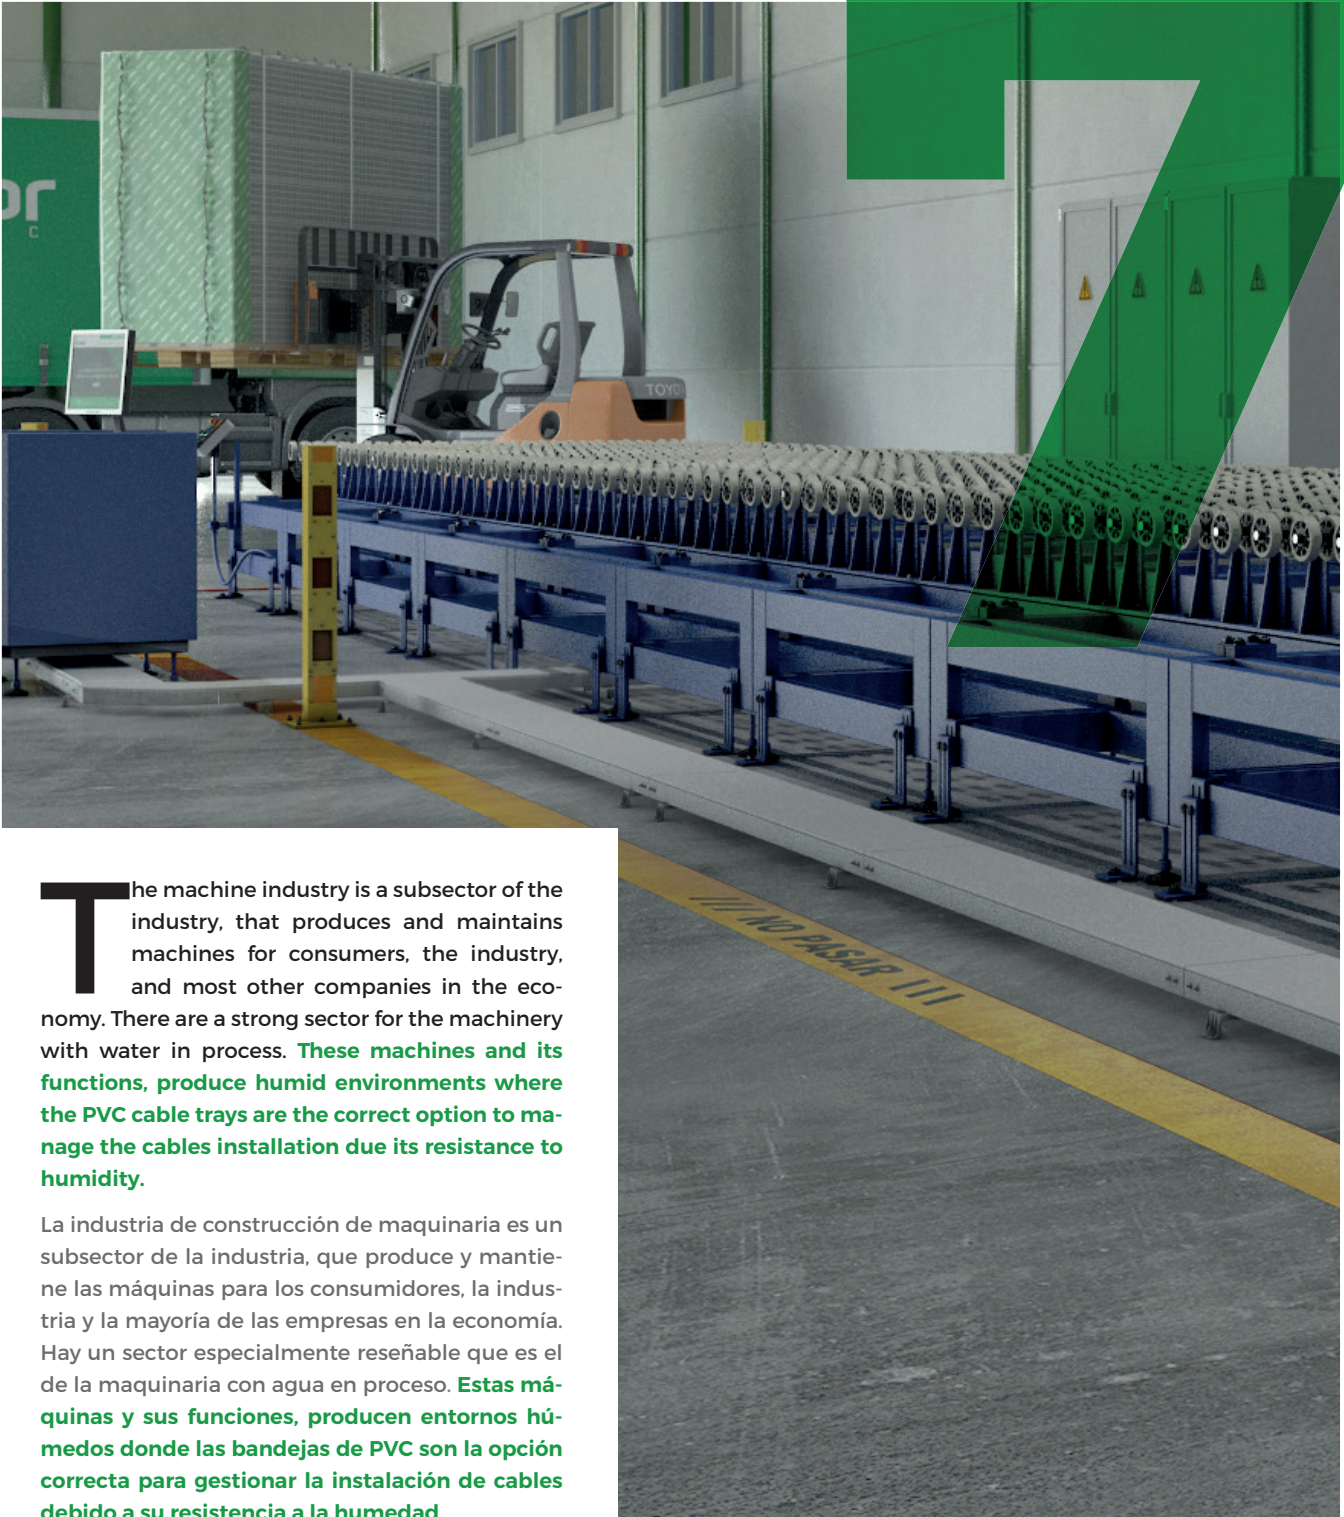 7
or
C
TOYOTA
25
/// NO PASAR ///
The machine industry is a subsector of the
industry, that produces and maintains
machines for consumers, the industry,
and most other companies in the eco-
nomy. There are a strong sector for the machinery
with water in process. These machines and its
functions, produce humid environments where
the PVC cable trays are the correct option to ma-
nage the cables installation due its resistance to
humidity.
La industria de construcción de maquinaria es un
subsector de la industria, que produce y mantie-
ne las máquinas para los consumidores, la indus-
tria y la mayoría de las empresas en la economía.
Hay un sector especialmente reseñable que es el
de la maquinaria con agua en proceso. Estas má-
quinas y sus funciones, producen entornos hú-
medos donde las bandejas de PVC son la opción
correcta para gestionar la instalación de cables
debido a su resistencia a la humedad